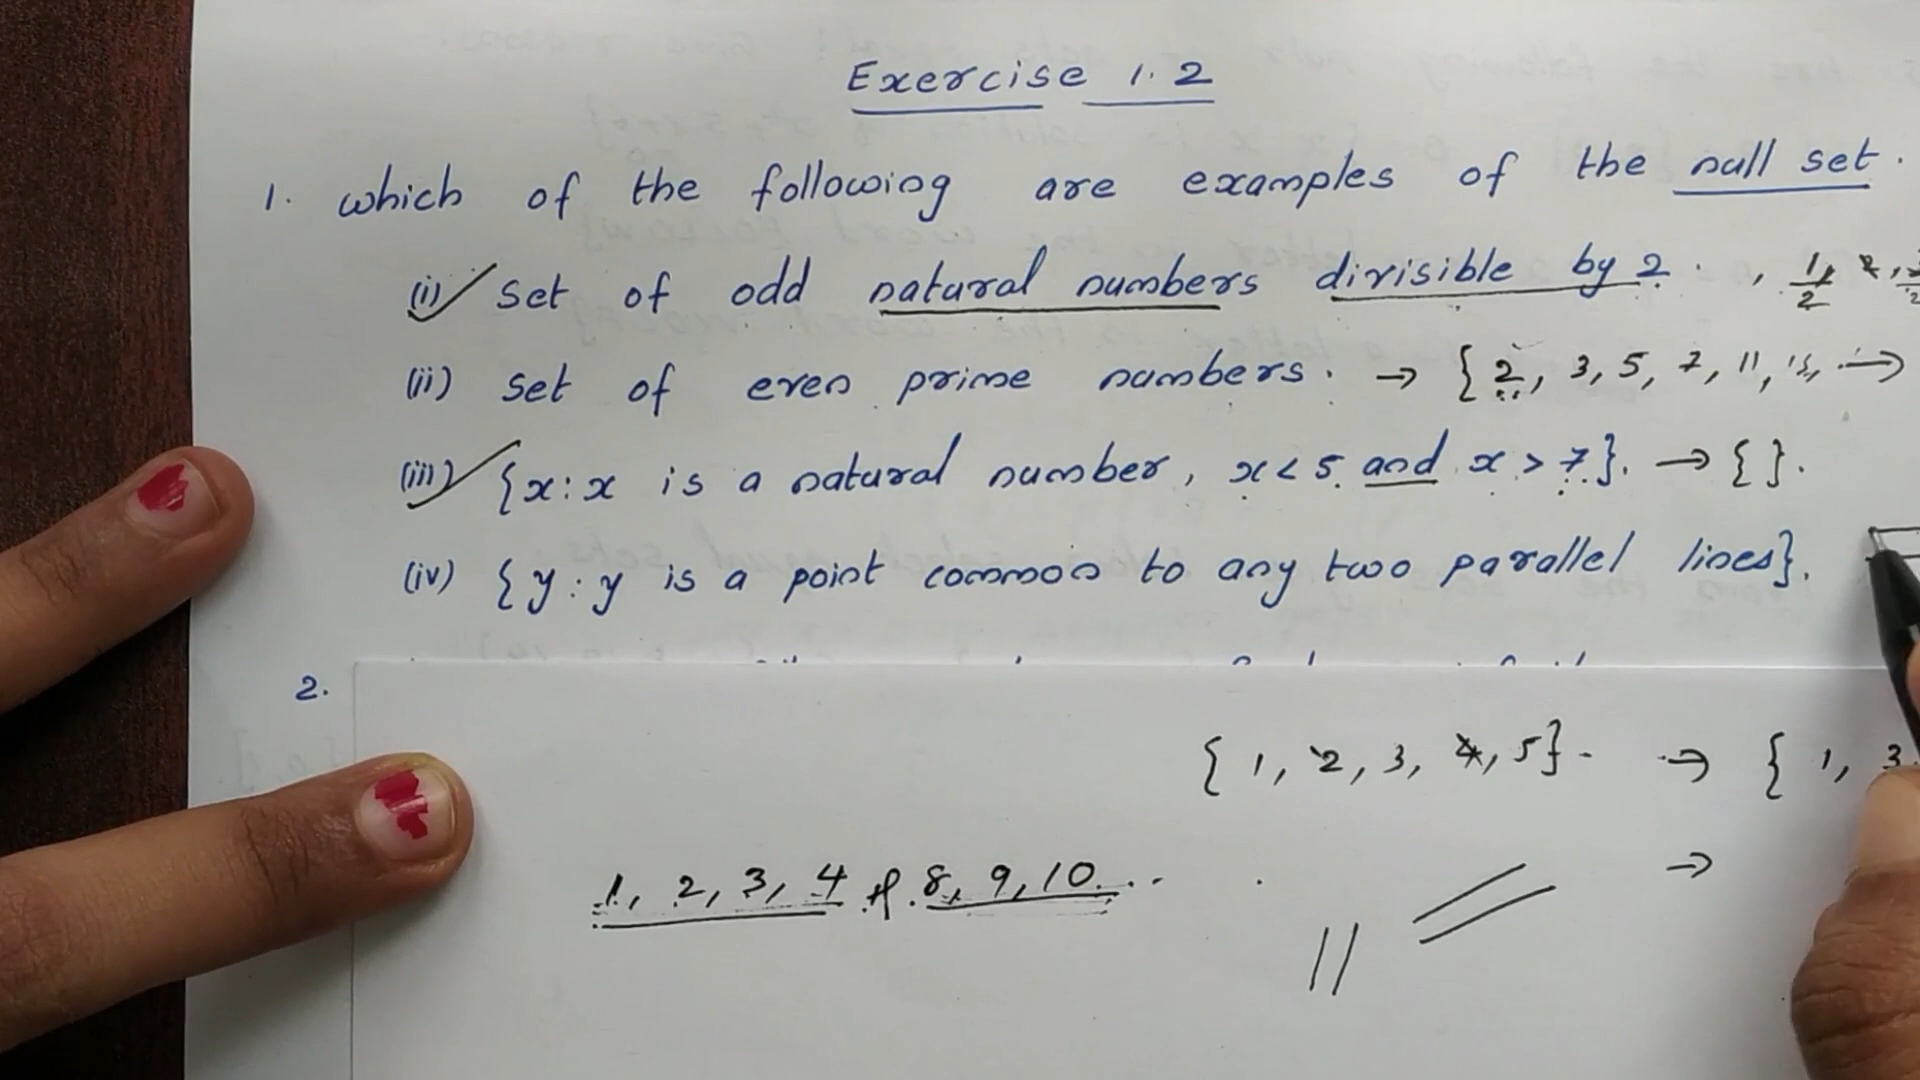 Exercise 1.2
1. which of the following are examples of the null set.
(i) set of odd natural numbers divisible by 2. , 1/2
(ii) set of even prime numbers. → {2, 3, 5, 7, 11, 13, →
(iii) {x : x is a natural number, x < 5 and x > 7}. → { }.
(iv) {y : y is a point common to any two parallel lines}.
2.
{ 1, 2, 3, 4, 5}. → { 1, 3
1, 2, 3, 4 & 8, 9, 10... →